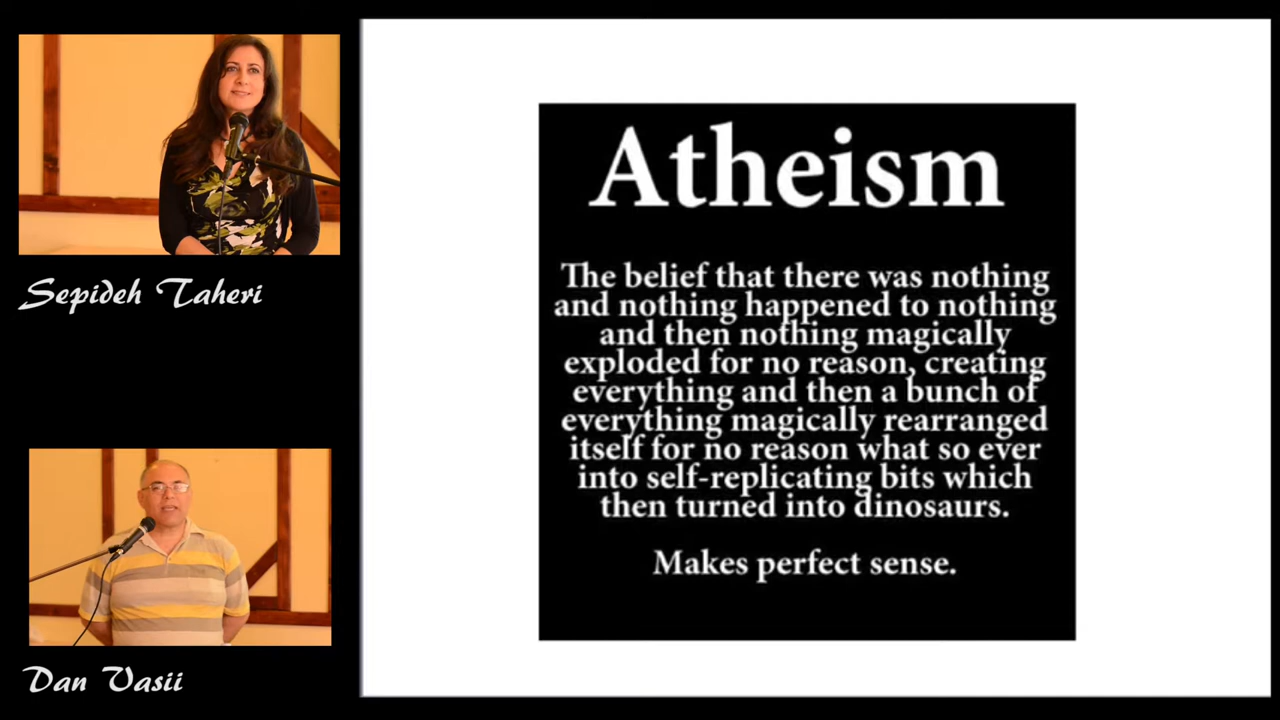 Sepideh Taheri
Dan Vasii
Atheism
The belief that there was nothing
and nothing happened to nothing
and then nothing magically
exploded for no reason, creating
everything and then a bunch of
everything magically rearranged
itself for no reason what so ever
into self-replicating bits which
then turned into dinosaurs.
Makes perfect sense.